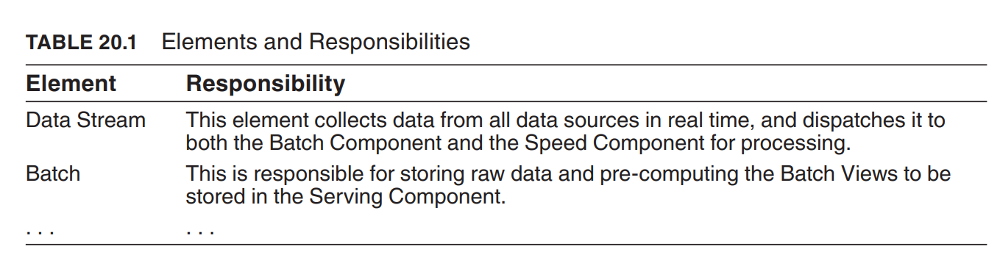 TABLE 20.1 Elements and Responsibilities
Element Responsibility
Data Stream This element collects data from all data sources in real time, and dispatches it to
both the Batch Component and the Speed Component for processing.
Batch This is responsible for storing raw data and pre-computing the Batch Views to be
stored in the Serving Component.
. . . . . .